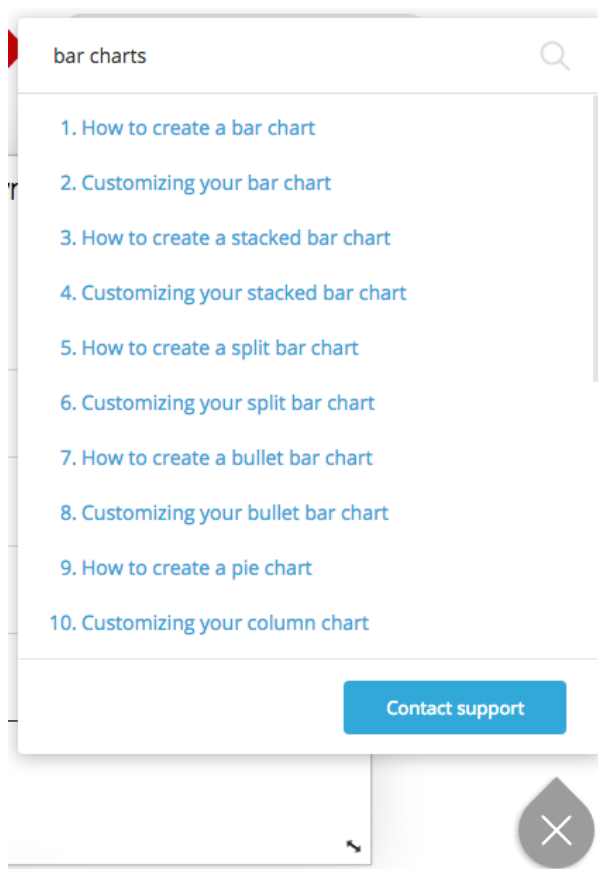 bar charts
1. How to create a bar chart
2. Customizing your bar chart
3. How to create a stacked bar chart
4. Customizing your stacked bar chart
5. How to create a split bar chart
6. Customizing your split bar chart
7. How to create a bullet bar chart
8. Customizing your bullet bar chart
9. How to create a pie chart
10. Customizing your column chart
Contact support